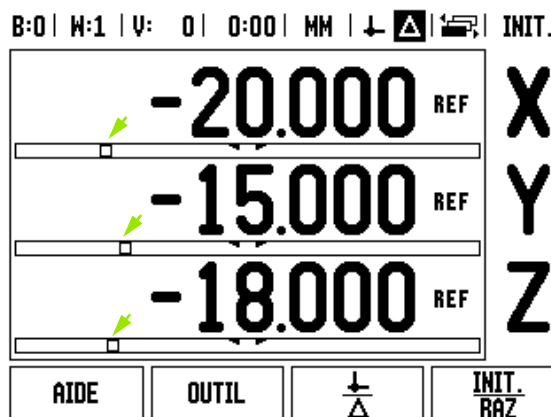 B:0 | W:1 | V: 0 | 0:00 | MM | Δ | INIT.
-20.000 REF X
-15.000 REF Y
-18.000 REF Z
AIDE OUTIL Δ INIT.
RAZ